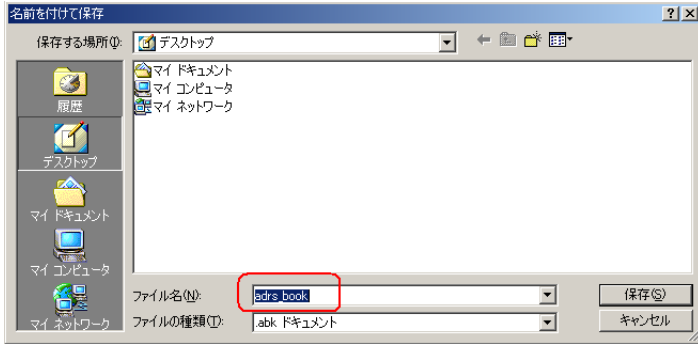 名前を付けて保存
保存する場所(I): デスクトップ
マイ ドキュメント
マイ コンピュータ
マイ ネットワーク
履歴
デスクトップ
マイ ドキュメント
マイ コンピュータ
マイ ネットワーク
ファイル名(N): adrs_book 保存(S)
ファイルの種類(T): .abk ドキュメント キャンセル